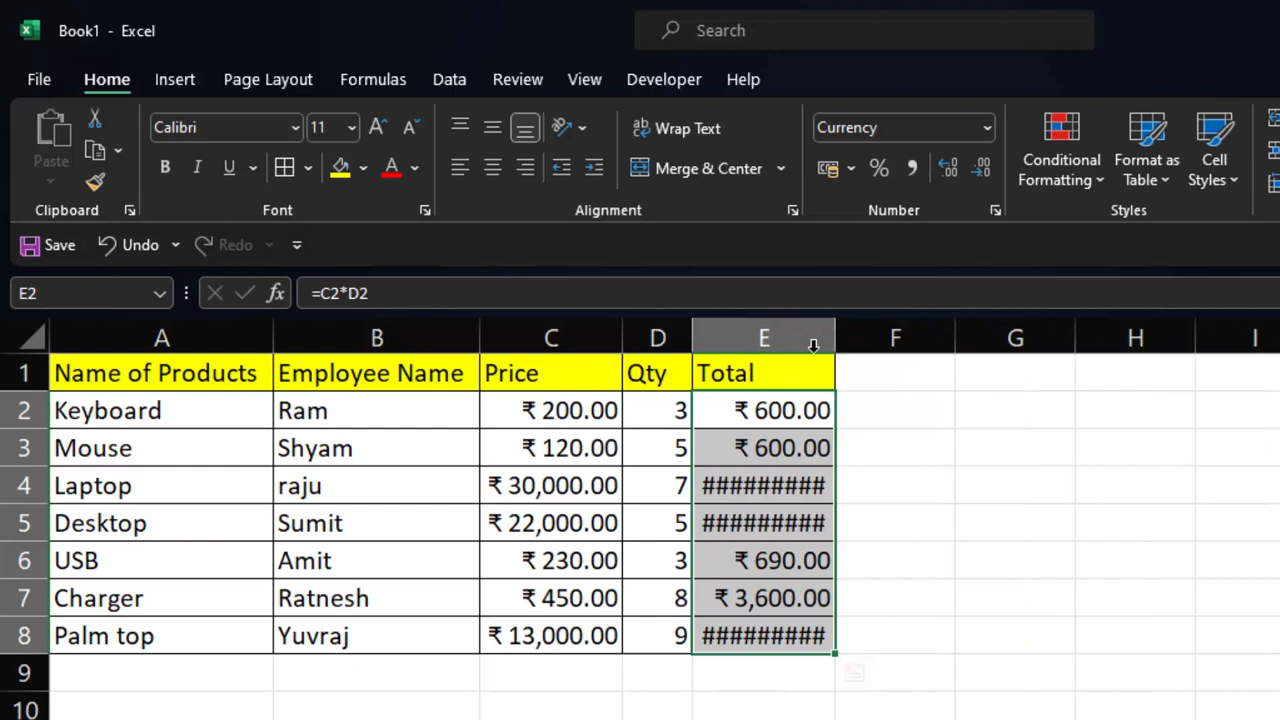 Book1 - Excel
Search
File Home Insert Page Layout Formulas Data Review View Developer Help
Paste
Calibri 11 A A
B I U A
ab Wrap Text
Merge & Center
Currency
% 9 .00 .00
Conditional Formatting
Format as Table
Cell Styles
Clipboard Font Alignment Number Styles
Save Undo Redo
E2 fx =C2*D2
A B C D E F G H I
1 Name of Products Employee Name Price Qty Total
2 Keyboard Ram ₹ 200.00 3 ₹ 600.00
3 Mouse Shyam ₹ 120.00 5 ₹ 600.00
4 Laptop raju ₹ 30,000.00 7 #########
5 Desktop Sumit ₹ 22,000.00 5 #########
6 USB Amit ₹ 230.00 3 ₹ 690.00
7 Charger Ratnesh ₹ 450.00 8 ₹ 3,600.00
8 Palm top Yuvraj ₹ 13,000.00 9 #########
9
10